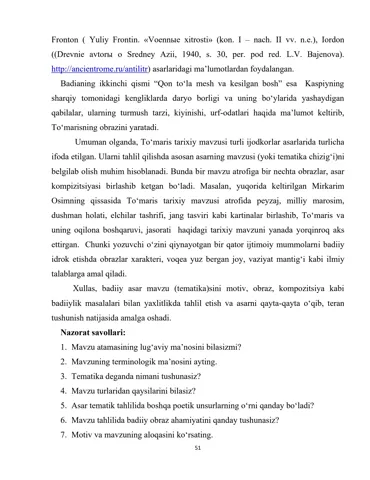 Fronton ( Yuliy Frontin. «Voennыe xitrosti» (kon. I – nach. II vv. n.e.), Iordon
((Drevnie avtorы o Sredney Azii, 1940, s. 30, per. pod red. L.V. Bajenova).
http://ancientrome.ru/antilitr) asarlaridagi ma’lumotlardan foydalangan.
Badianing ikkinchi qismi “Qon to‘la mesh va kesilgan bosh” esa Kaspiyning
sharqiy tomonidagi kengliklarda daryo borligi va uning bo‘ylarida yashaydigan
qabilalar, ularning turmush tarzi, kiyinishi, urf-odatlari haqida ma’lumot keltirib,
To‘marisning obrazini yaratadi.
Umuman olganda, To‘maris tarixiy mavzusi turli ijodkorlar asarlarida turlicha
ifoda etilgan. Ularni tahlil qilishda asosan asarning mavzusi (yoki tematika chizig‘i)ni
belgilab olish muhim hisoblanadi. Bunda bir mavzu atrofiga bir nechta obrazlar, asar
kompizitsiyasi birlashib ketgan bo‘ladi. Masalan, yuqorida keltirilgan Mirkarim
Osimning qissasida To‘maris tarixiy mavzusi atrofida peyzaj, milliy marosim,
dushman holati, elchilar tashrifi, jang tasviri kabi kartinalar birlashib, To‘maris va
uning oqilona boshqaruvi, jasorati haqidagi tarixiy mavzuni yanada yorqinroq aks
ettirgan. Chunki yozuvchi o‘zini qiynayotgan bir qator ijtimoiy mummolarni badiiy
idrok etishda obrazlar xarakteri, voqea yuz bergan joy, vaziyat mantig‘i kabi ilmiy
talablarga amal qiladi.
Xullas, badiiy asar mavzu (tematika)sini motiv, obraz, kompozitsiya kabi
badiiylik masalalari bilan yaxlitlikda tahlil etish va asarni qayta-qayta o‘qib, teran
tushunish natijasida amalga oshadi.
Nazorat savollari:
1. Mavzu atamasining lug‘aviy ma’nosini bilasizmi?
2. Mavzuning terminologik ma’nosini ayting.
3. Tematika deganda nimani tushunasiz?
4. Mavzu turlaridan qaysilarini bilasiz?
5. Asar tematik tahlilida boshqa poetik unsurlarning o‘rni qanday bo‘ladi?
6. Mavzu tahlilida badiiy obraz ahamiyatini qanday tushunasiz?
7. Motiv va mavzuning aloqasini ko‘rsating.
51